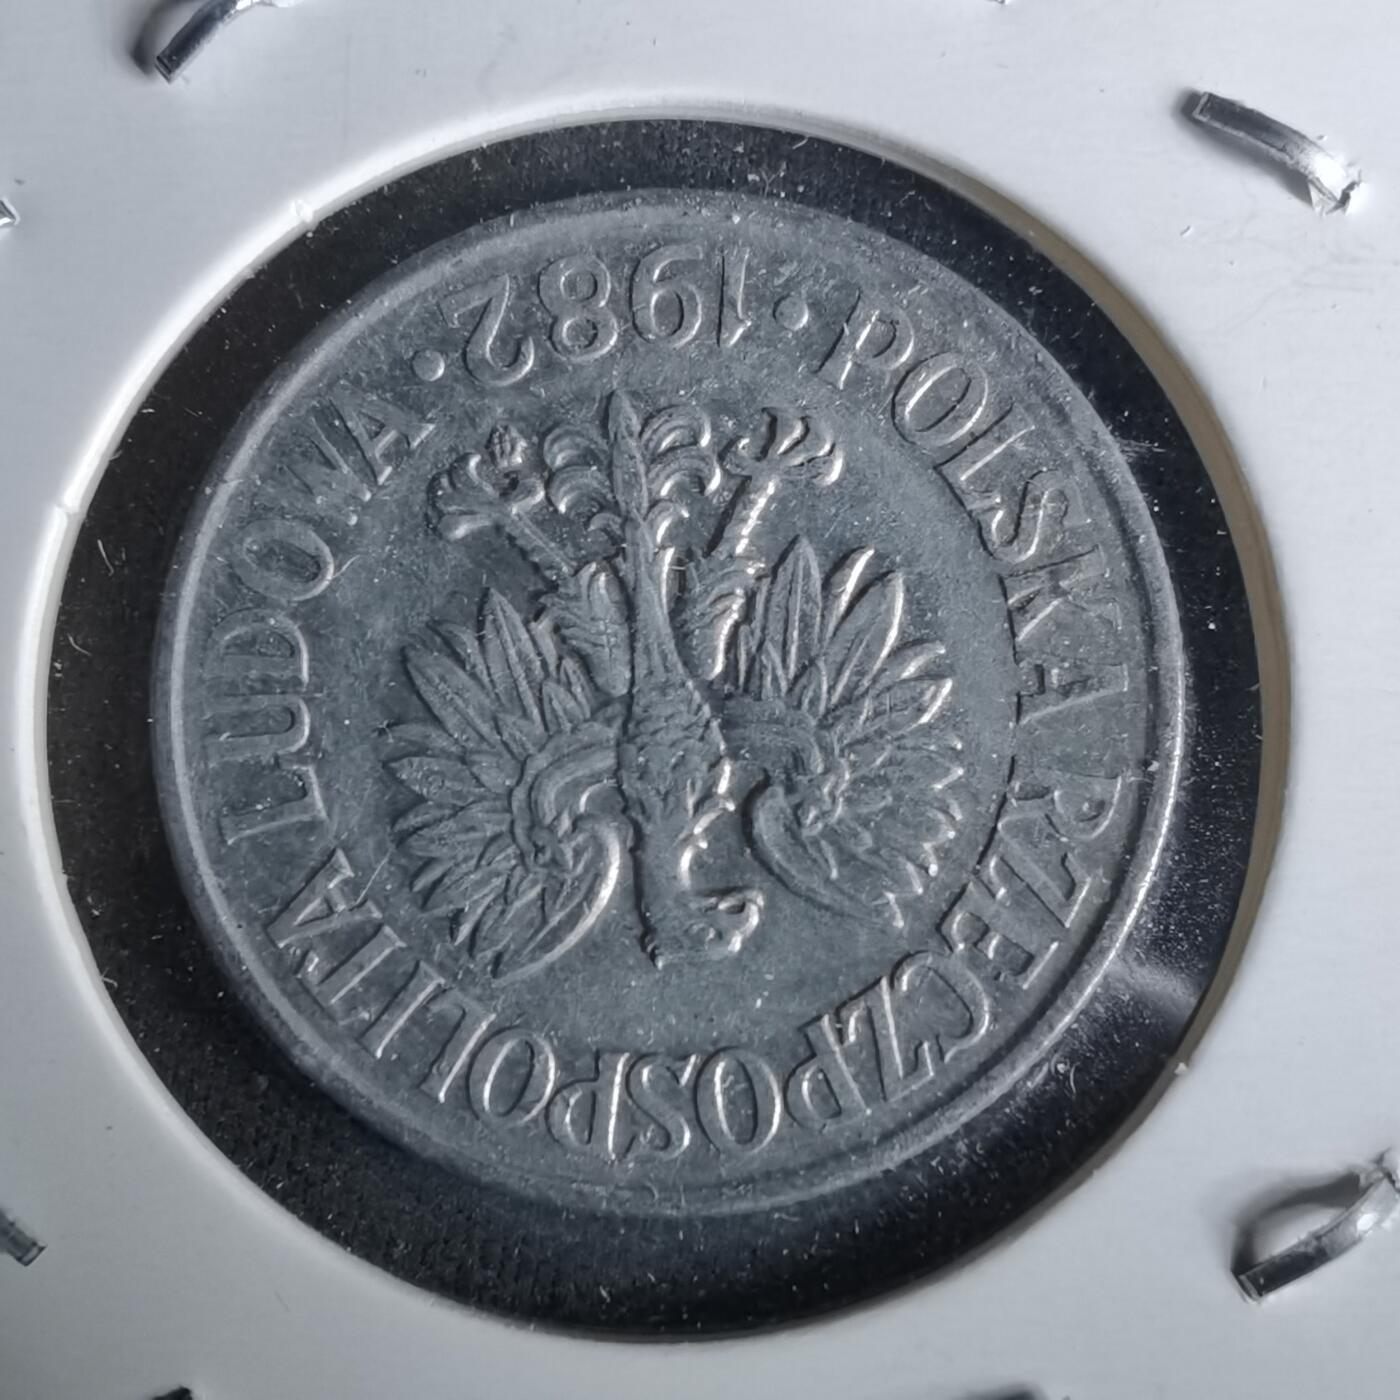 POLSKA RZECZPOSPOLITA LUDOWA
·1982·